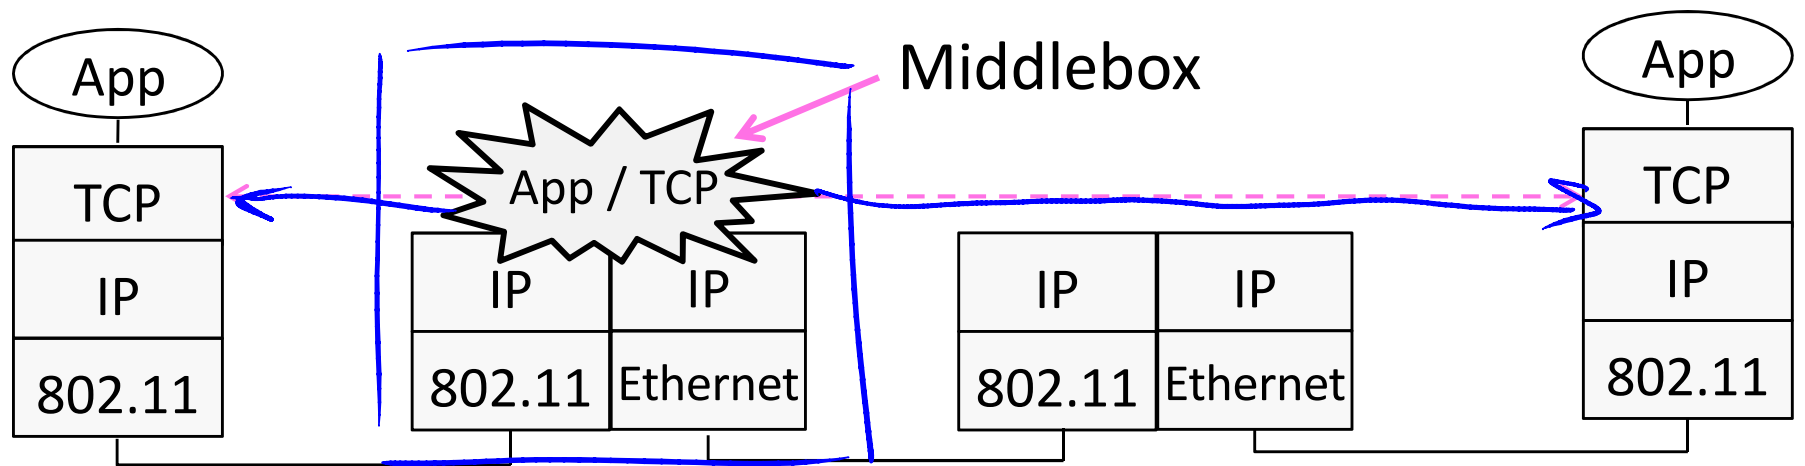 Middlebox
App
App
TCP
App / TCP
TCP
IP
IP
IP
IP
IP
IP
802.11
802.11
Ethernet
802.11
Ethernet
802.11